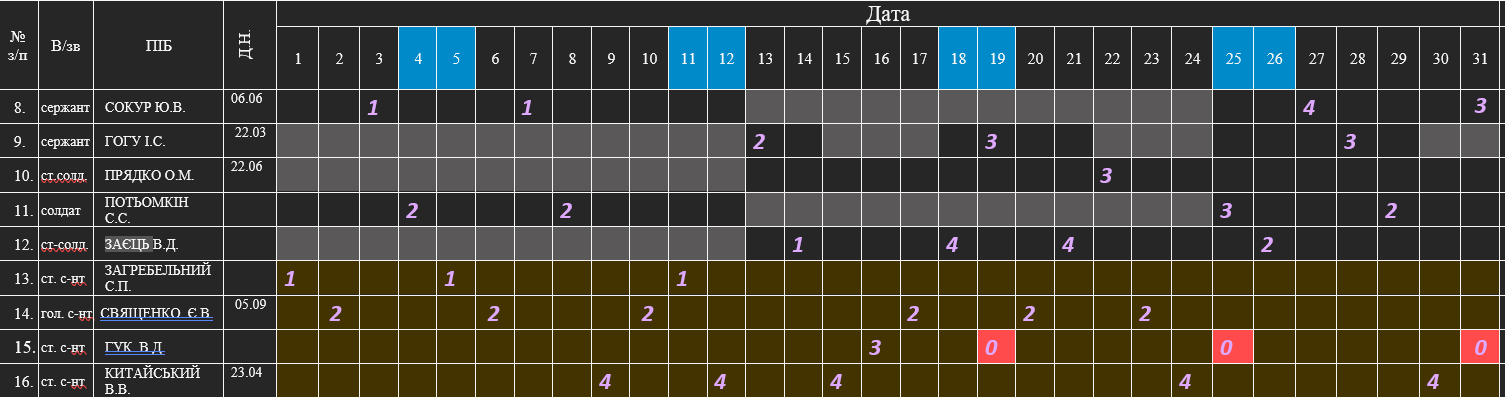 № з/п В/зв ПІБ Д.Н. Дата
1 2 3 4 5 6 7 8 9 10 11 12 13 14 15 16 17 18 19 20 21 22 23 24 25 26 27 28 29 30 31
8. сержант СОКУР Ю.В. 06.06 1 1 4 3
9. сержант ГОГУ І.С. 22.03 2 3 3
10. ст.солд. ПРЯДКО О.М. 22.06 3
11. солдат ПОТЬОМКІН С.С. 2 2 3 2
12. ст-солд. ЗАЄЦЬ В.Д. 1 4 4 2
13. ст. с-нт ЗАГРЕБЕЛЬНИЙ С.П. 1 1 1
14. гол. с-нт СВЯЩЕНКО Є.В. 05.09 2 2 2 2 2 2
15. ст. с-нт ГУК В.Д. 3 0 0 0
16. ст. с-нт КИТАЙСЬКИЙ В.В. 23.04 4 4 4 4 4